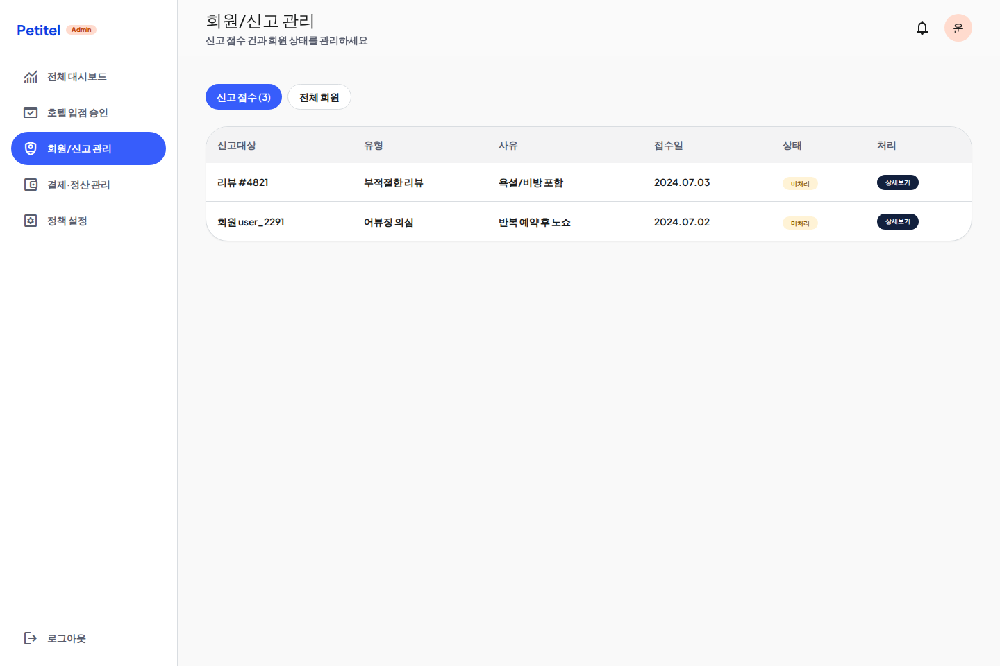 Petitel Admin
전체 대시보드
호텔 입점 승인
회원/신고 관리
결제·정산 관리
정책 설정
로그아웃
회원/신고 관리
신고 접수 건과 회원 상태를 관리하세요
운
신고 접수 (3) 전체 회원
신고대상 유형 사유 접수일 상태 처리
리뷰 #4821 부적절한 리뷰 욕설/비방 포함 2024.07.03 미처리 상세보기
회원 user_2291 어뷰징 의심 반복 예약 후 노쇼 2024.07.02 미처리 상세보기